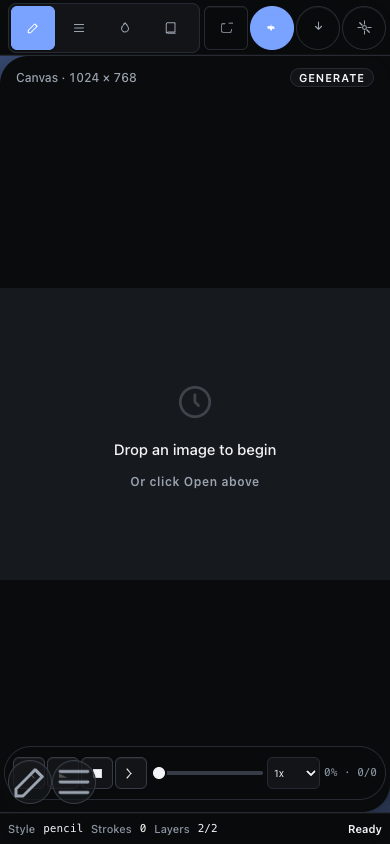 Canvas · 1024 × 768
GENERATE
Drop an image to begin
Or click Open above
1x
0% · 0/0
Style pencil Strokes 0 Layers 2/2
Ready